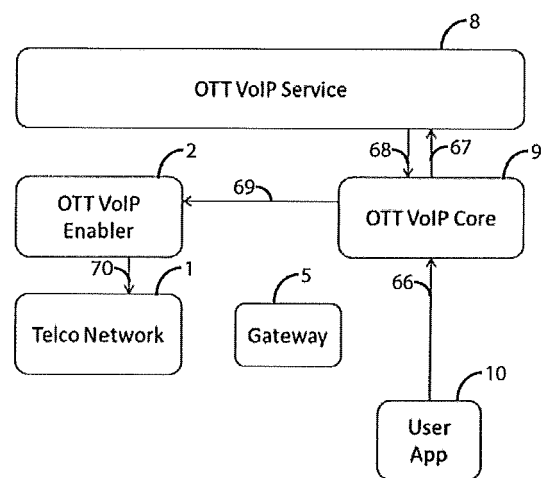 8
OTT VoIP Service
2
68
67
9
OTT VoIP
Enabler
69
OTT VoIP Core
70
1
5
66
Telco Network
Gateway
10
User
App